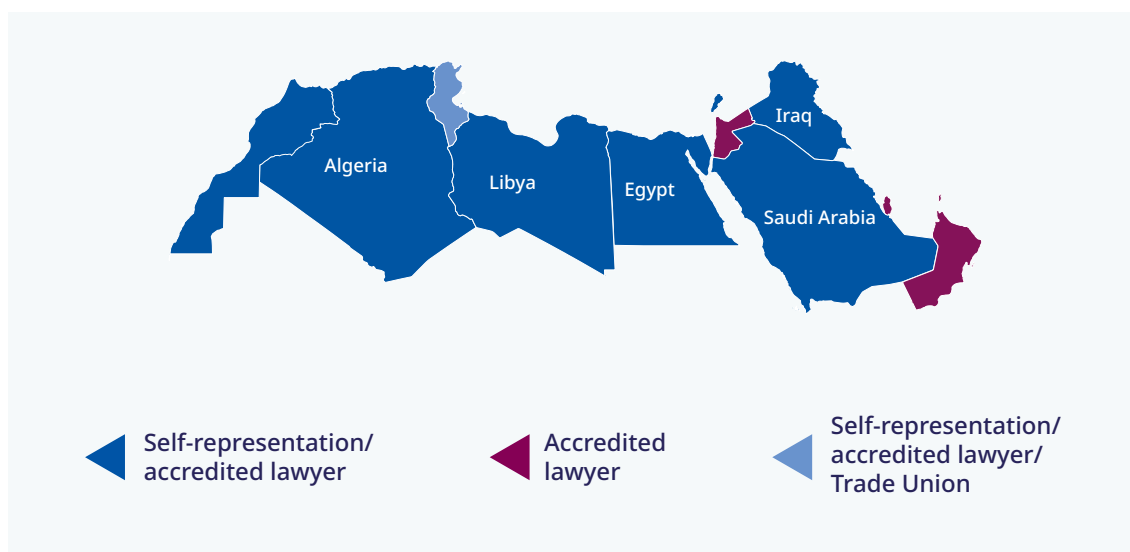 Iraq
Algeria
Libya
Egypt
Saudi Arabia
Self-representation/
accredited lawyer
Accredited
lawyer
Self-representation/
accredited lawyer/
Trade Union